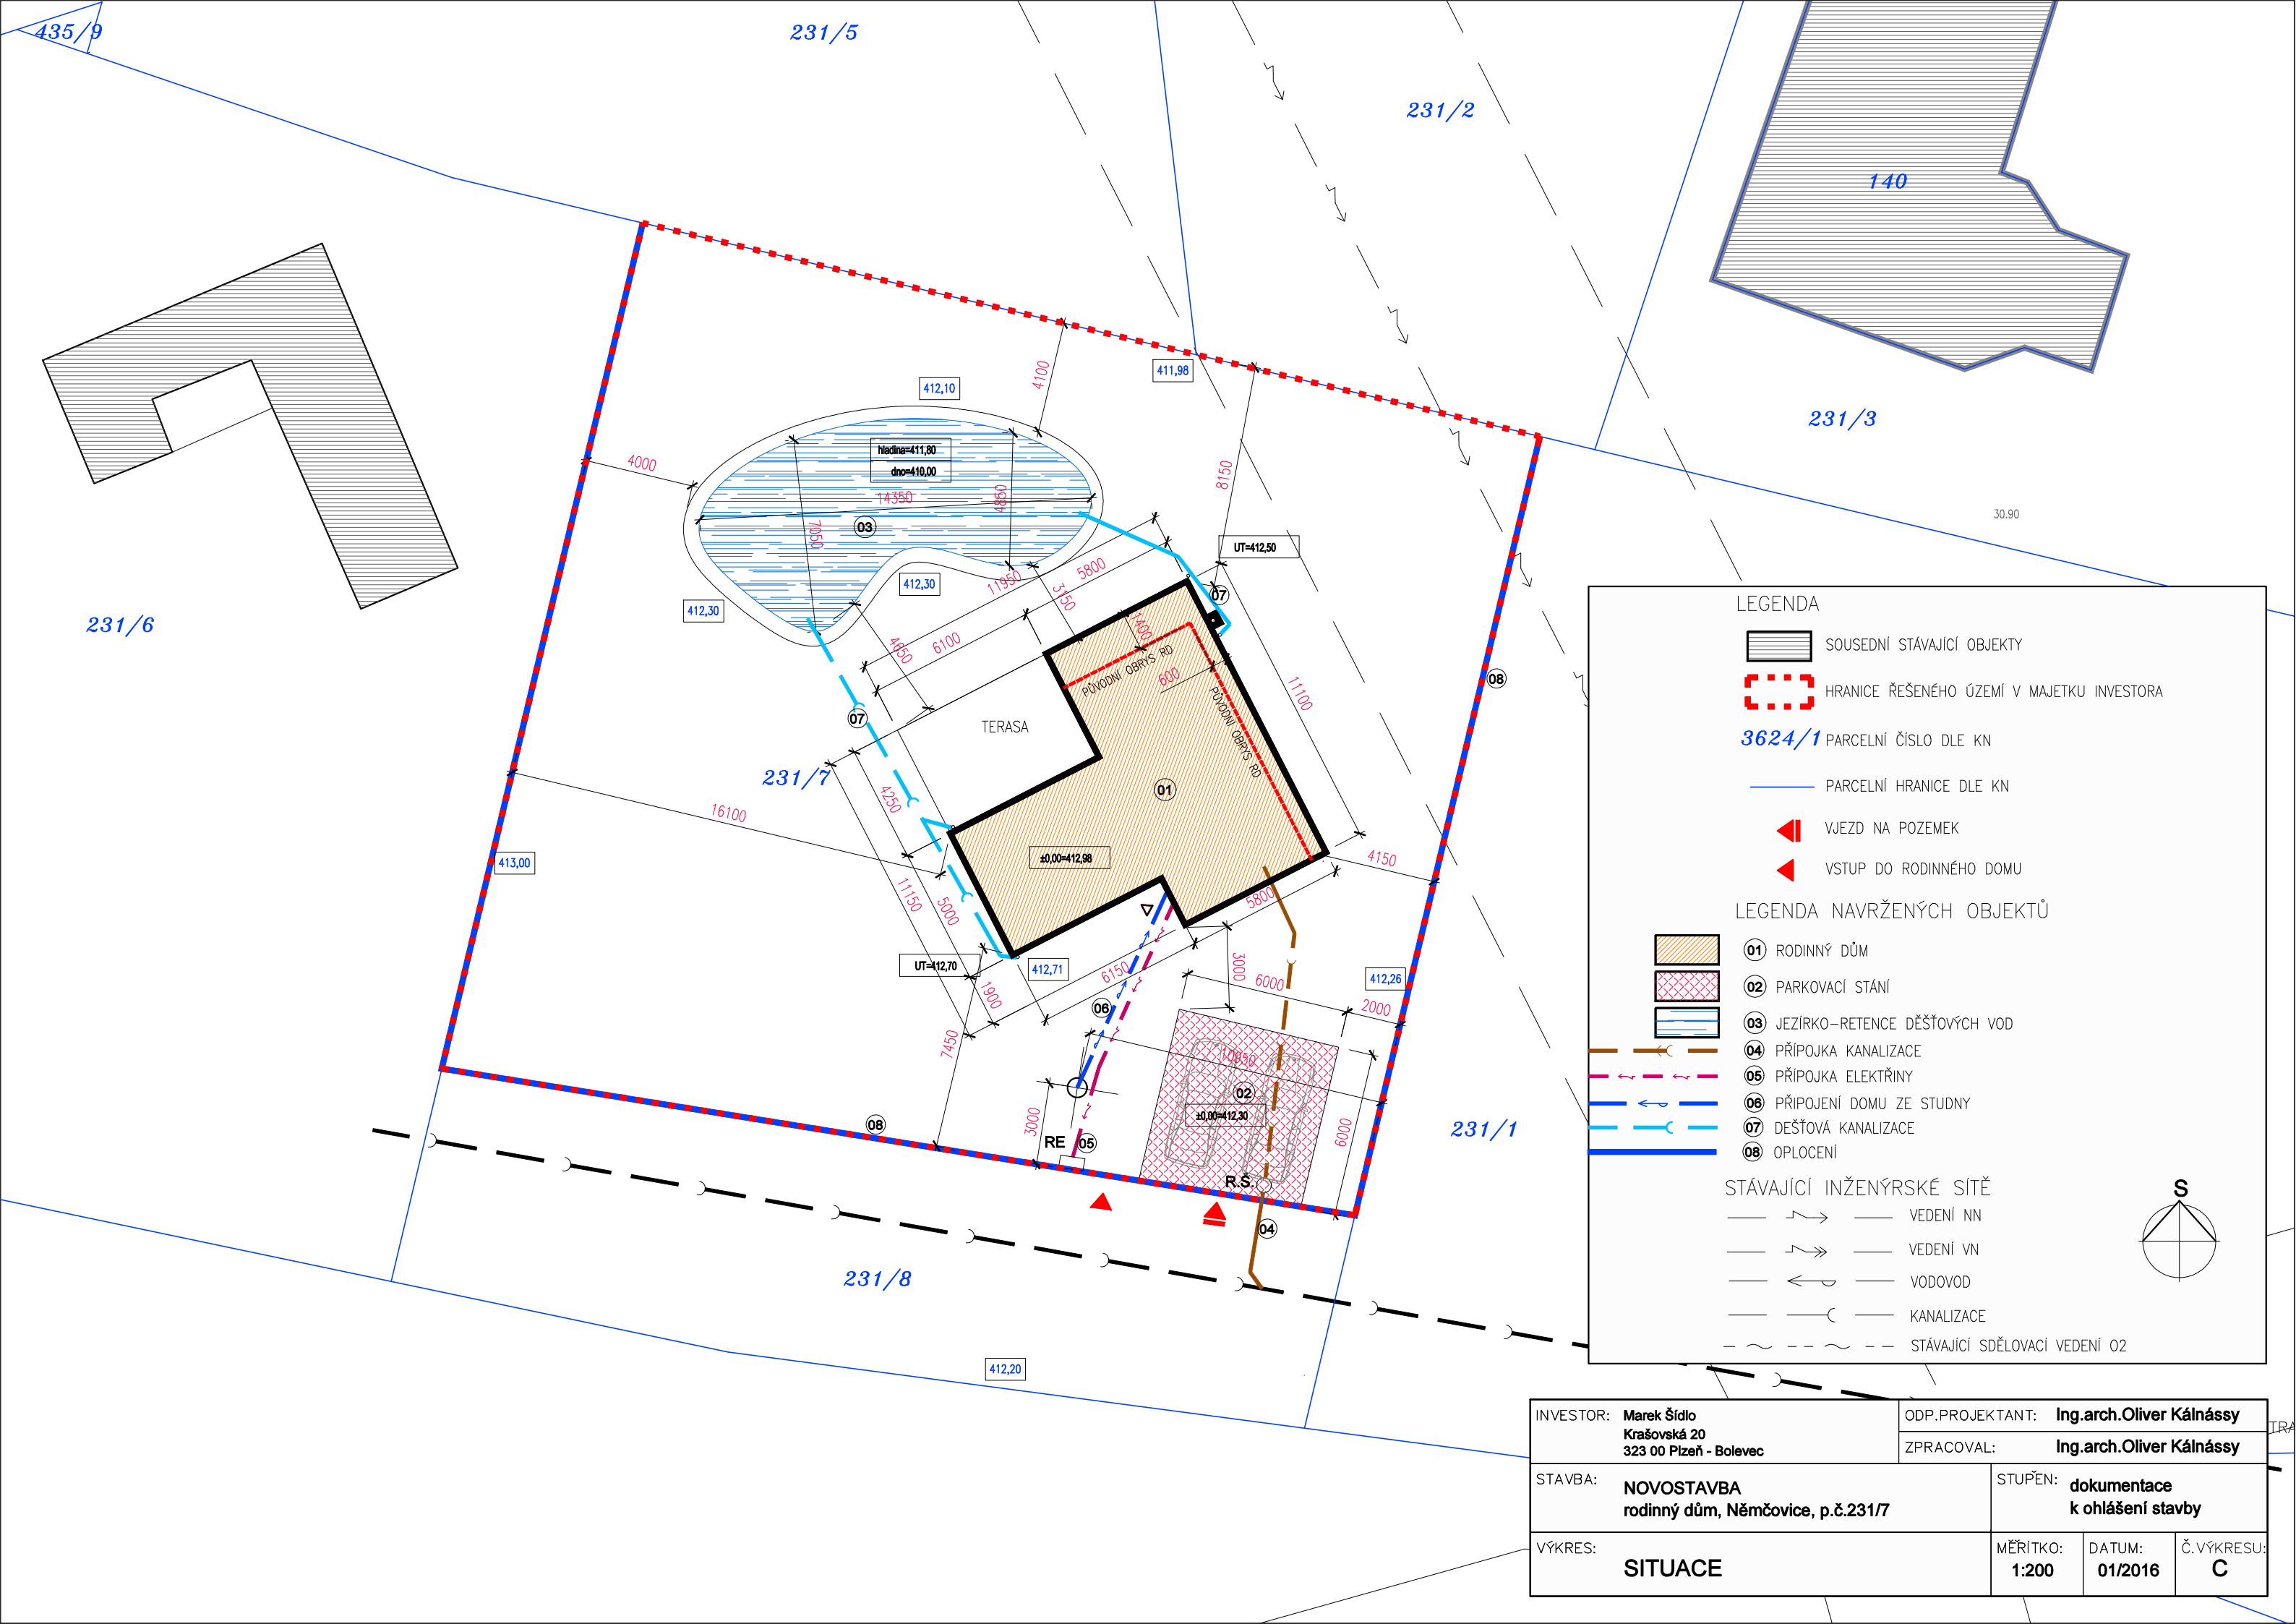 435/9
231/5
231/2
140
231/3
30.90
231/6
4100
411,98
412,10
4000
hladina=411,80
dno=410,00
14350
4850
7050
03
8150
UT=412,50
412,30
412,30
11950
5800
3150
07
6100
4650
1400
PŮVODNÍ OBRYS RD
600
PŮVODNÍ OBRYS RD
11100
08
07
TERASA
231/7
4250
01
16100
413,00
±0,00=412,98
4150
11150
5000
5800
UT=412,70
412,71
6150
3000
6000
412,26
2000
1900
06
7450
10950
02
±0,00=412,30
3000
6000
08
RE
05
R.Š.
04
231/1
231/8
412,20
LEGENDA
SOUSEDNÍ STÁVAJÍCÍ OBJEKTY
HRANICE ŘEŠENÉHO ÚZEMÍ V MAJETKU INVESTORA
3624/1 PARCELNÍ ČÍSLO DLE KN
PARCELNÍ HRANICE DLE KN
VJEZD NA POZEMEK
VSTUP DO RODINNÉHO DOMU
LEGENDA NAVRŽENÝCH OBJEKTŮ
01 RODINNÝ DŮM
02 PARKOVACÍ STÁNÍ
03 JEZÍRKO-RETENCE DĚŠŤOVÝCH VOD
04 PŘÍPOJKA KANALIZACE
05 PŘÍPOJKA ELEKTŘINY
06 PŘIPOJENÍ DOMU ZE STUDNY
07 DEŠŤOVÁ KANALIZACE
08 OPLOCENÍ
STÁVAJÍCÍ INŽENÝRSKÉ SÍTĚ
VEDENÍ NN
VEDENÍ VN
VODOVOD
KANALIZACE
STÁVAJÍCÍ SDĚLOVACÍ VEDENÍ O2
S
INVESTOR: Marek Šídlo
Krašovská 20
323 00 Plzeň - Bolevec
ODP.PROJEKTANT: Ing.arch.Oliver Kálnássy
ZPRACOVAL: Ing.arch.Oliver Kálnássy
STAVBA: NOVOSTAVBA
rodinný dům, Němčovice, p.č.231/7
STUPEŇ: dokumentace
k ohlášení stavby
VÝKRES: SITUACE
MĚŘÍTKO: 1:200
DATUM: 01/2016
Č.VÝKRESU: C